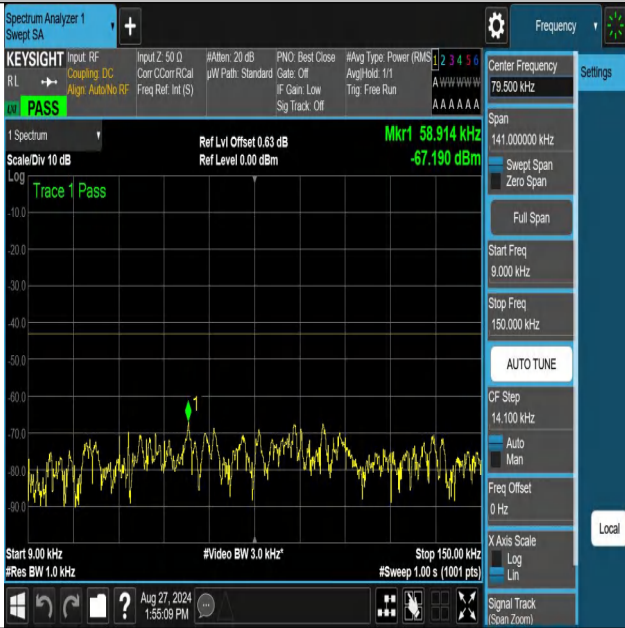 Spectrum Analyzer 1
Swept SA
+
Frequency
KEYSIGHT
RL
PASS
Input: RF
Coupling: DC
Align: Auto/No RF
Input Z: 50 Ω
Corr CCorr RCal
Freq Ref: Int (S)
#Atten: 20 dB
µW Path: Standard
PNO: Best Close
Gate: Off
IF Gain: Low
Sig Track: Off
#Avg Type: Power (RMS
Avg|Hold: 1/1
Trig: Free Run
1 2 3 4 5 6
A W W W W W
A A A A A A
1 Spectrum
Scale/Div 10 dB
Ref Lvl Offset 0.63 dB
Ref Level 0.00 dBm
Mkr1 58.914 kHz
-67.190 dBm
Log
Trace 1 Pass
-10.0
-20.0
-30.0
-40.0
-50.0
-60.0
-70.0
-80.0
-90.0
1
Start 9.00 kHz
#Res BW 1.0 kHz
#Video BW 3.0 kHz*
Stop 150.00 kHz
#Sweep 1.00 s (1001 pts)
?
Aug 27, 2024
1:55:09 PM
Center Frequency
79.500 kHz
Settings
Span
141.000000 kHz
Swept Span
Zero Span
Full Span
Start Freq
9.000 kHz
Stop Freq
150.000 kHz
AUTO TUNE
CF Step
14.100 kHz
Auto
Man
Freq Offset
0 Hz
Local
X Axis Scale
Log
Lin
Signal Track
(Span Zoom)